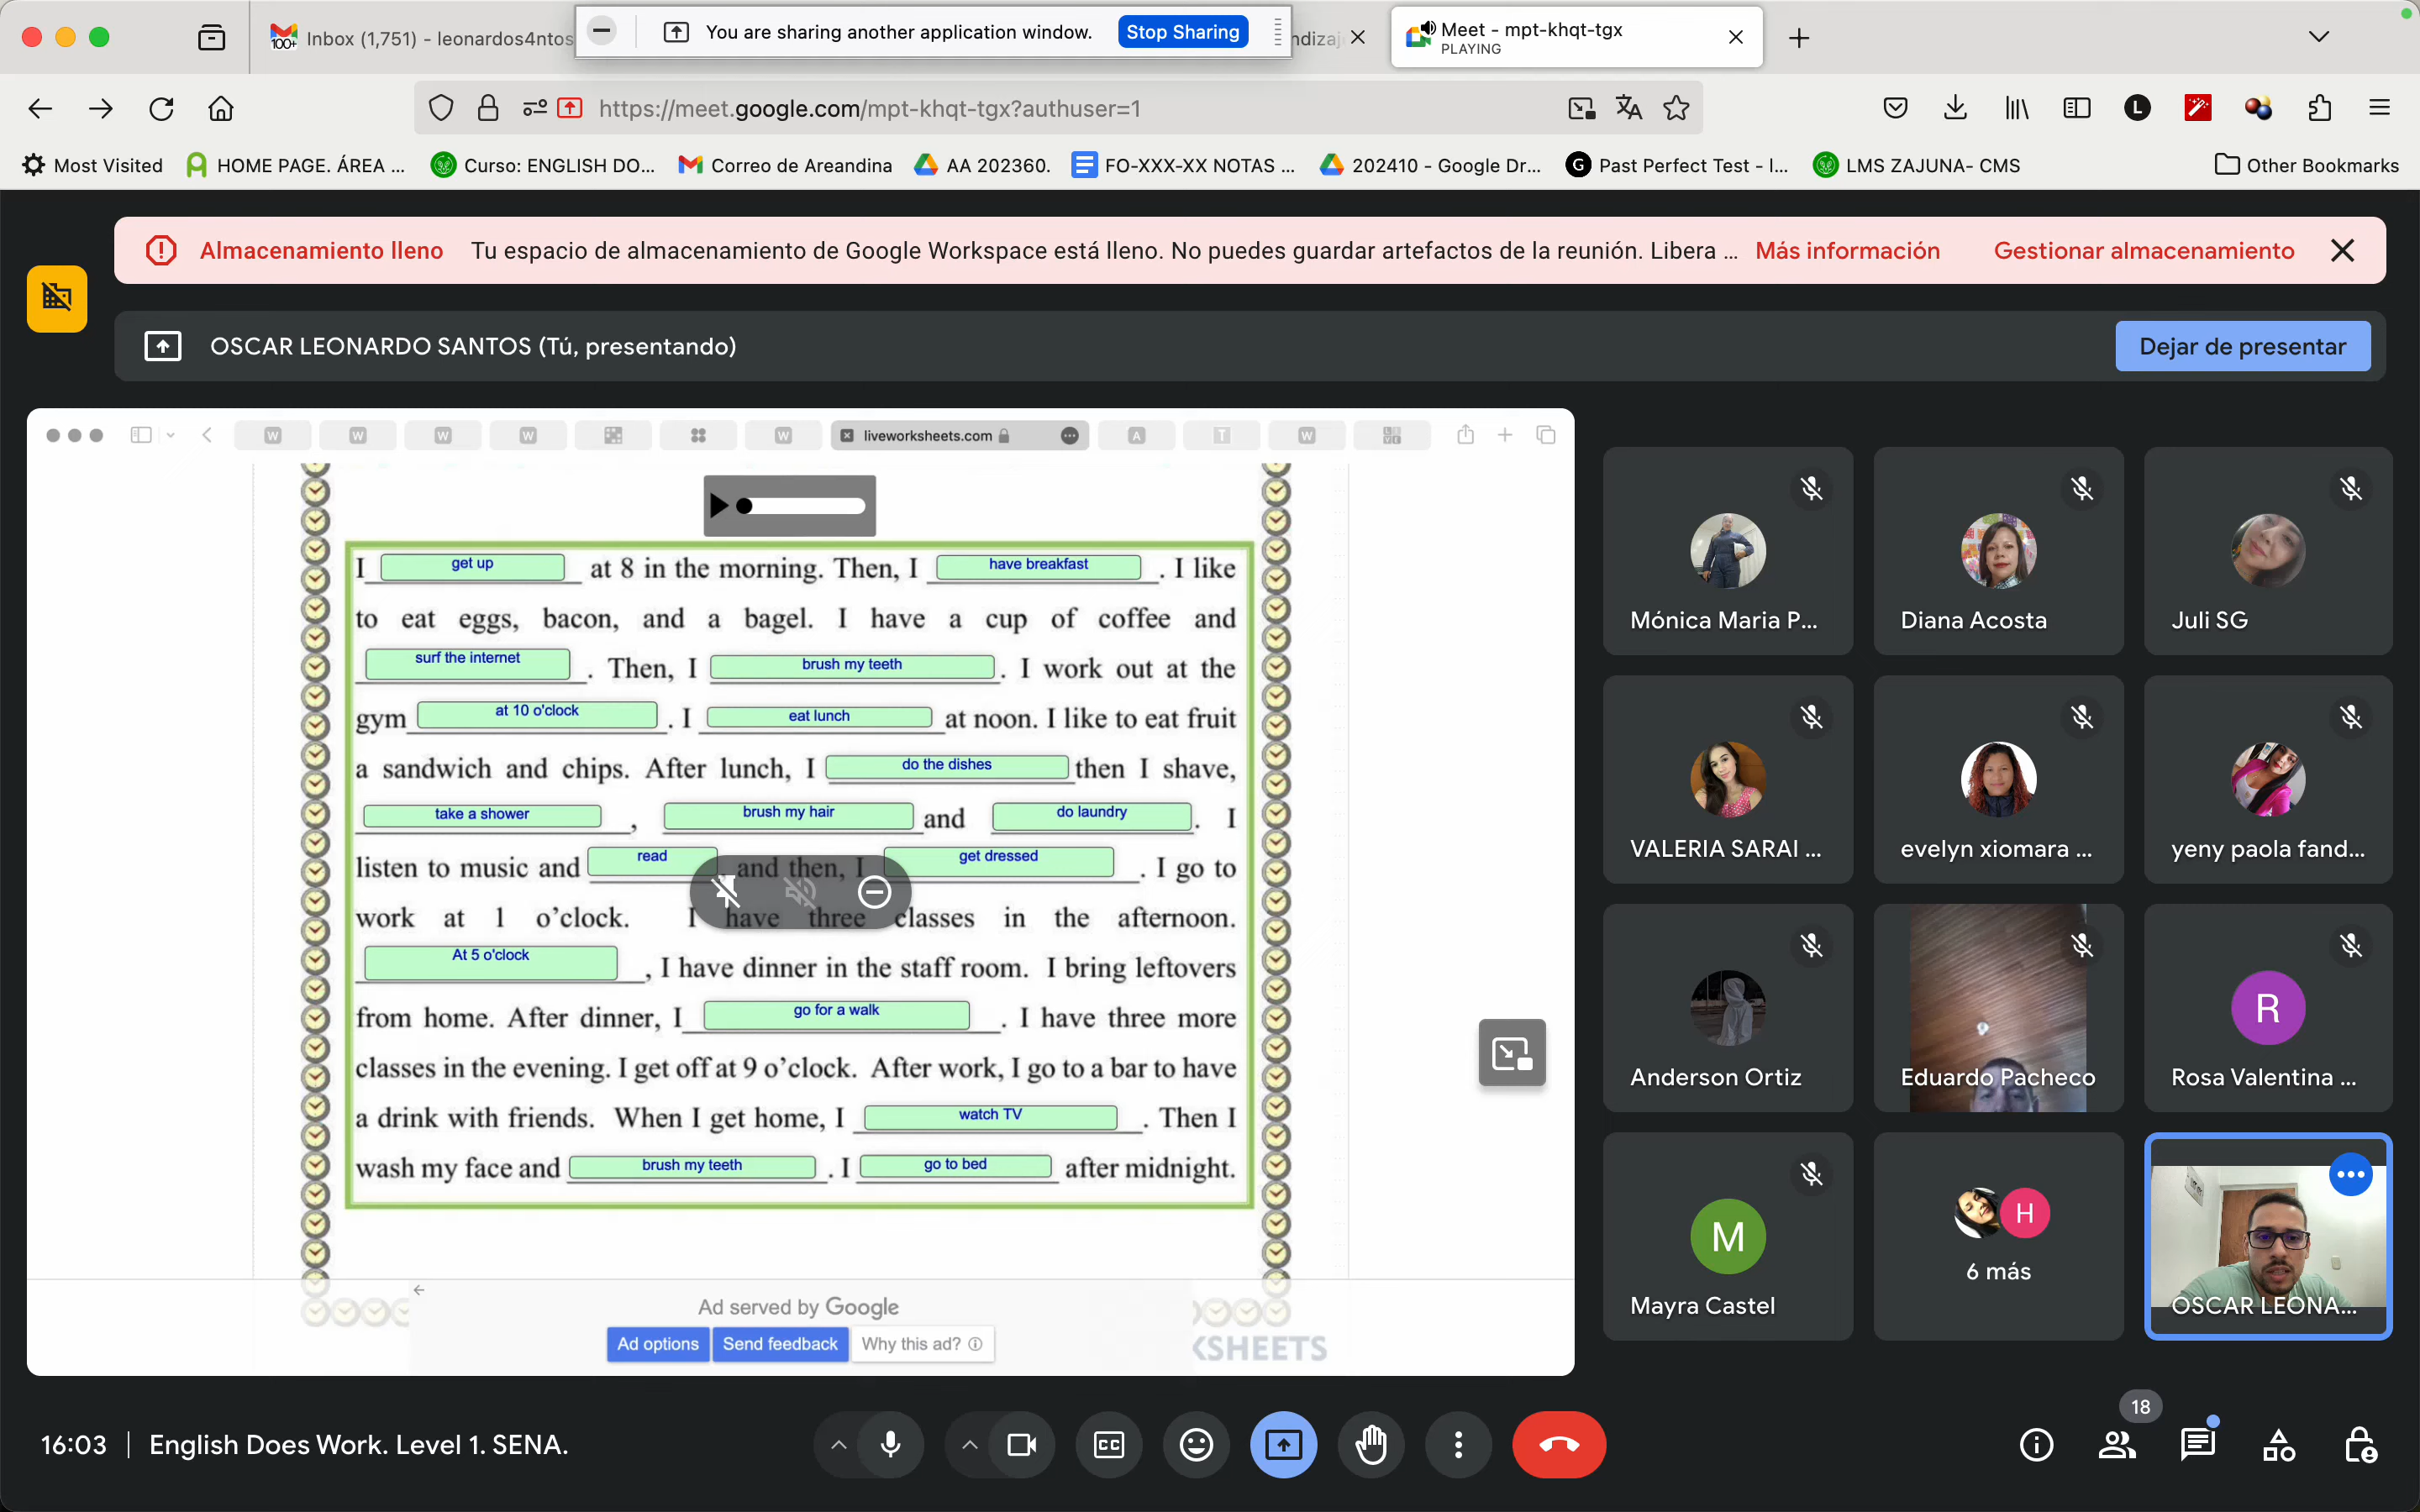 100+ Inbox (1,751) - leonardos4ntos
You are sharing another application window. Stop Sharing
ndizaj
Meet - mpt-khqt-tgx
PLAYING
https://meet.google.com/mpt-khqt-tgx?authuser=1
L
Most Visited HOME PAGE. ÁREA ... Curso: ENGLISH DO... Correo de Areandina AA 202360. FO-XXX-XX NOTAS ... 202410 - Google Dr... G Past Perfect Test - I... LMS ZAJUNA- CMS Other Bookmarks
Almacenamiento lleno Tu espacio de almacenamiento de Google Workspace está lleno. No puedes guardar artefactos de la reunión. Libera ... Más información Gestionar almacenamiento
OSCAR LEONARDO SANTOS (Tú, presentando) Dejar de presentar
W W W W W liveworksheets.com A T W LIVE
I get up at 8 in the morning. Then, I have breakfast . I like
to eat eggs, bacon, and a bagel. I have a cup of coffee and
surf the internet . Then, I brush my teeth . I work out at the
gym at 10 o'clock . I eat lunch at noon. I like to eat fruit
a sandwich and chips. After lunch, I do the dishes then I shave,
take a shower , brush my hair and do laundry . I
listen to music and read and then, I get dressed . I go to
work at 1 o’clock. I have three classes in the afternoon.
At 5 o'clock , I have dinner in the staff room. I bring leftovers
from home. After dinner, I go for a walk . I have three more
classes in the evening. I get off at 9 o’clock. After work, I go to a bar to have
a drink with friends. When I get home, I watch TV . Then I
wash my face and brush my teeth . I go to bed after midnight.
Ad served by Google
Ad options Send feedback Why this ad?
KSHEETS
Mónica Maria P...
Diana Acosta
Juli SG
VALERIA SARAI ...
evelyn xiomara ...
yeny paola fand...
Anderson Ortiz
Eduardo Pacheco
R
Rosa Valentina ...
M
Mayra Castel
H
6 más
OSCAR LEONA...
16:03 | English Does Work. Level 1. SENA.
CC
18